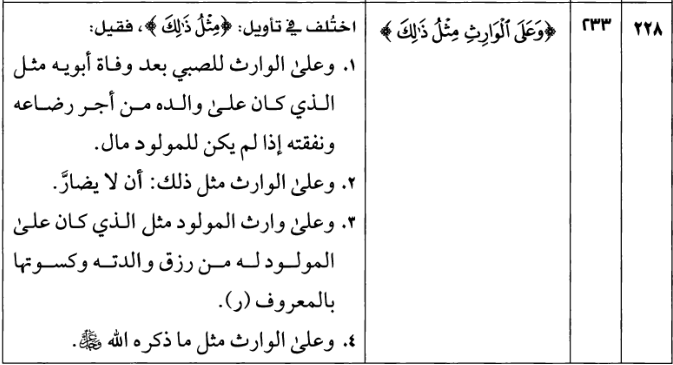 ٢٢٨
٢٣٣
﴿وَعَلَى ٱلْوَارِثِ مِثْلُ ذَٰلِكَ ﴾
اختُلف في تأويل: ﴿مِثْلُ ذَٰلِكَ ﴾، فقيل:
١. وعلىٰ الوارث للصبي بعد وفاة أبويه مثل
الذي كان علىٰ والده من أجر رضاعه
ونفقته إذا لم يكن للمولود مال.
٢. وعلىٰ الوارث مثل ذلك: أن لا يضارَّ.
٣. وعلىٰ وارث المولود مثل الذي كان علىٰ
المولود له من رزق والدته وكسوتها
بالمعروف (ر).
٤. وعلىٰ الوارث مثل ما ذكره الله ﷻ.